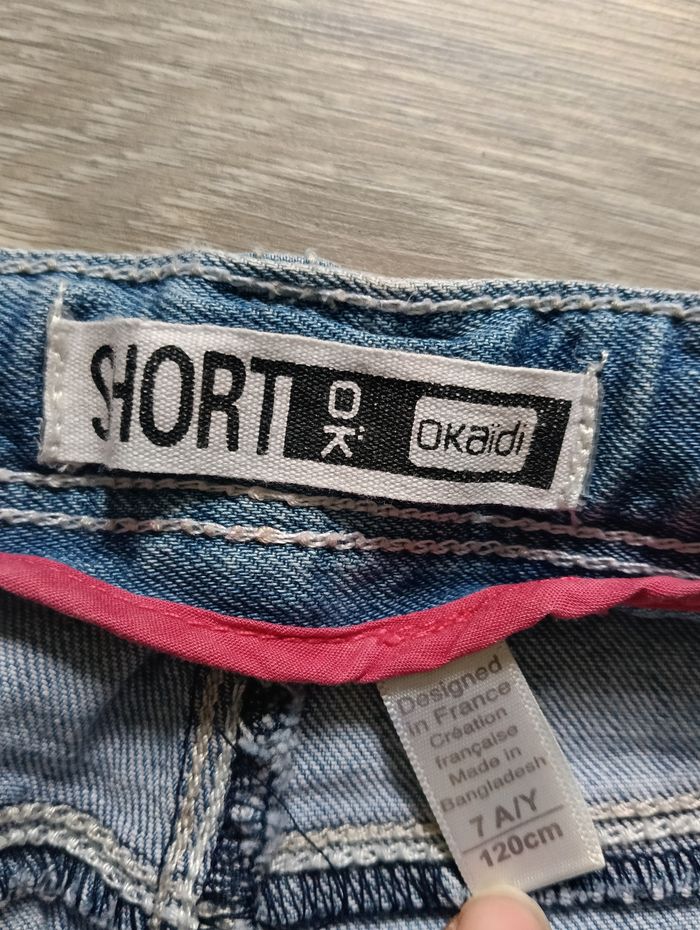 SHORT OK OKaïdi
Designed
in France
Création
française
Made in
Bangladesh
7 A/Y
120cm